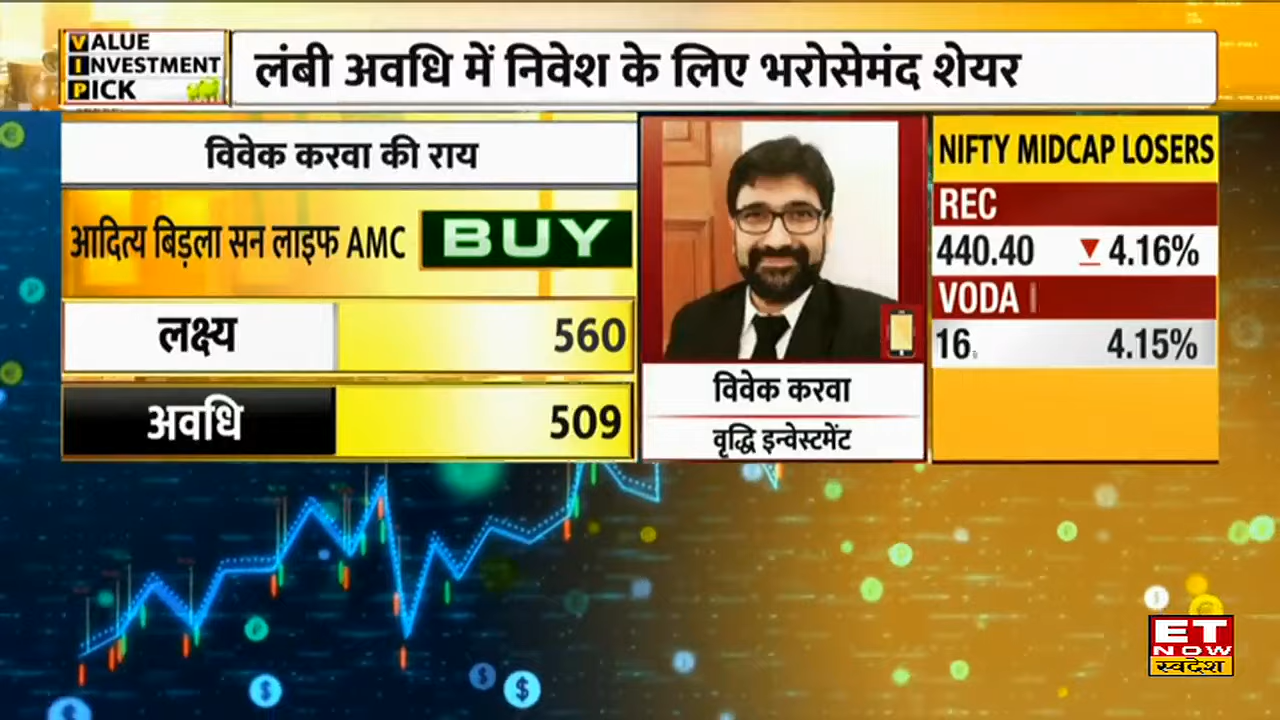 VALUE
INVESTMENT
PICK
लंबी अवधि में निवेश के लिए भरोसेमंद शेयर
विवेक करवा की राय
आदित्य बिड़ला सन लाइफ AMC BUY
लक्ष्य 560
अवधि 509
विवेक करवा
वृद्धि इन्वेस्टमेंट
NIFTY MIDCAP LOSERS
REC
440.40 ▼ 4.16%
VODA
16 4.15%
ET
NOW
स्वदेश